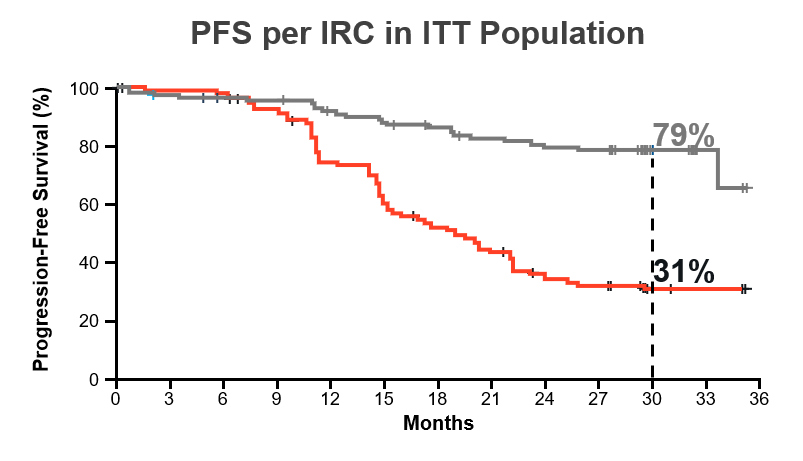 PFS per IRC in ITT Population
Progression-Free Survival (%)
100
80
60
40
20
0
79%
31%
0 3 6 9 12 15 18 21 24 27 30 33 36
Months